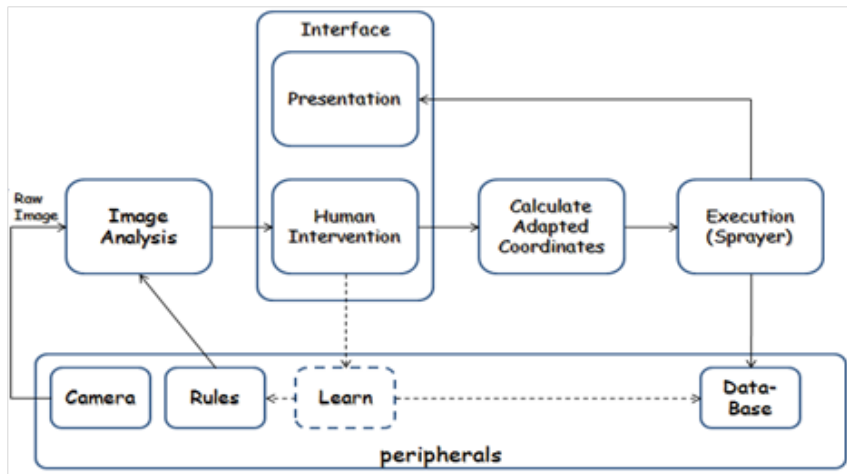 Interface
Presentation
Raw
Image
Image
Analysis
Human
Intervention
Calculate
Adapted
Coordinates
Execution
(Sprayer)
Camera
Rules
Learn
Data-
Base
peripherals